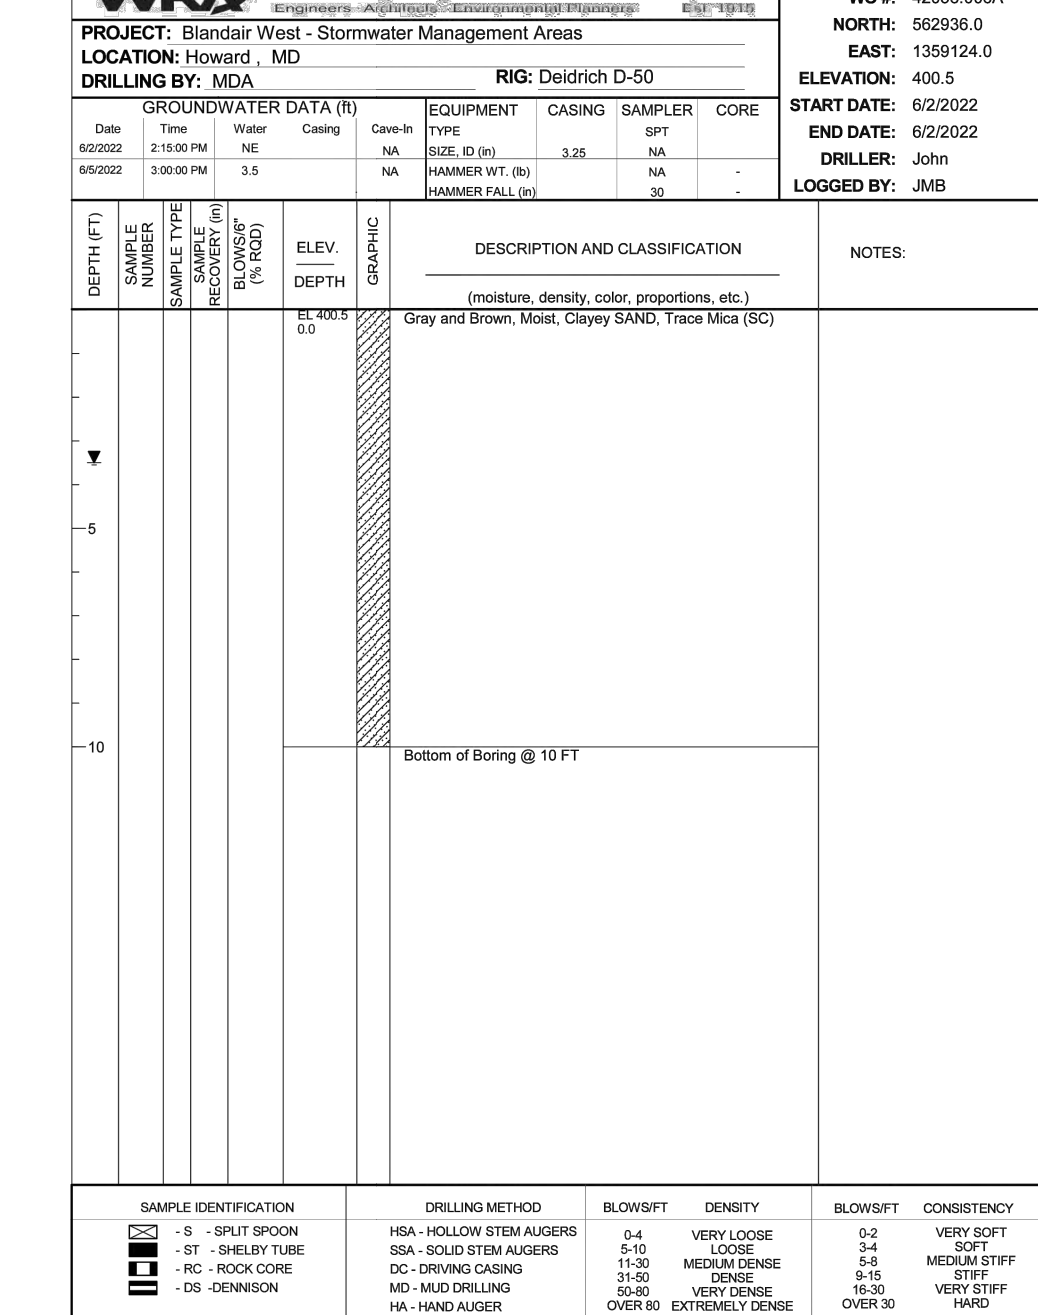 Engineers Architects Environmental Planners Est 1915
PROJECT: Blandair West - Stormwater Management Areas
LOCATION: Howard , MD
DRILLING BY: MDA
RIG: Deidrich D-50
NORTH: 562936.0
EAST: 1359124.0
ELEVATION: 400.5
START DATE: 6/2/2022
END DATE: 6/2/2022
DRILLER: John
LOGGED BY: JMB
GROUNDWATER DATA (ft)
Date Time Water Casing Cave-In
6/2/2022 2:15:00 PM NE NA
6/5/2022 3:00:00 PM 3.5 NA
EQUIPMENT CASING SAMPLER CORE
TYPE SPT
SIZE, ID (in) 3.25 NA
HAMMER WT. (lb) NA -
HAMMER FALL (in) 30 -
DEPTH (FT)
SAMPLE
NUMBER
SAMPLE TYPE
SAMPLE
RECOVERY (in)
BLOWS/6"
(% RQD)
ELEV.
DEPTH
GRAPHIC
DESCRIPTION AND CLASSIFICATION
(moisture, density, color, proportions, etc.)
NOTES:
EL 400.5
0.0
Gray and Brown, Moist, Clayey SAND, Trace Mica (SC)
5
10
Bottom of Boring @ 10 FT
SAMPLE IDENTIFICATION
- S - SPLIT SPOON
- ST - SHELBY TUBE
- RC - ROCK CORE
- DS -DENNISON
DRILLING METHOD
HSA - HOLLOW STEM AUGERS
SSA - SOLID STEM AUGERS
DC - DRIVING CASING
MD - MUD DRILLING
HA - HAND AUGER
BLOWS/FT DENSITY
0-4 VERY LOOSE
5-10 LOOSE
11-30 MEDIUM DENSE
31-50 DENSE
50-80 VERY DENSE
OVER 80 EXTREMELY DENSE
BLOWS/FT CONSISTENCY
0-2 VERY SOFT
3-4 SOFT
5-8 MEDIUM STIFF
9-15 STIFF
16-30 VERY STIFF
OVER 30 HARD